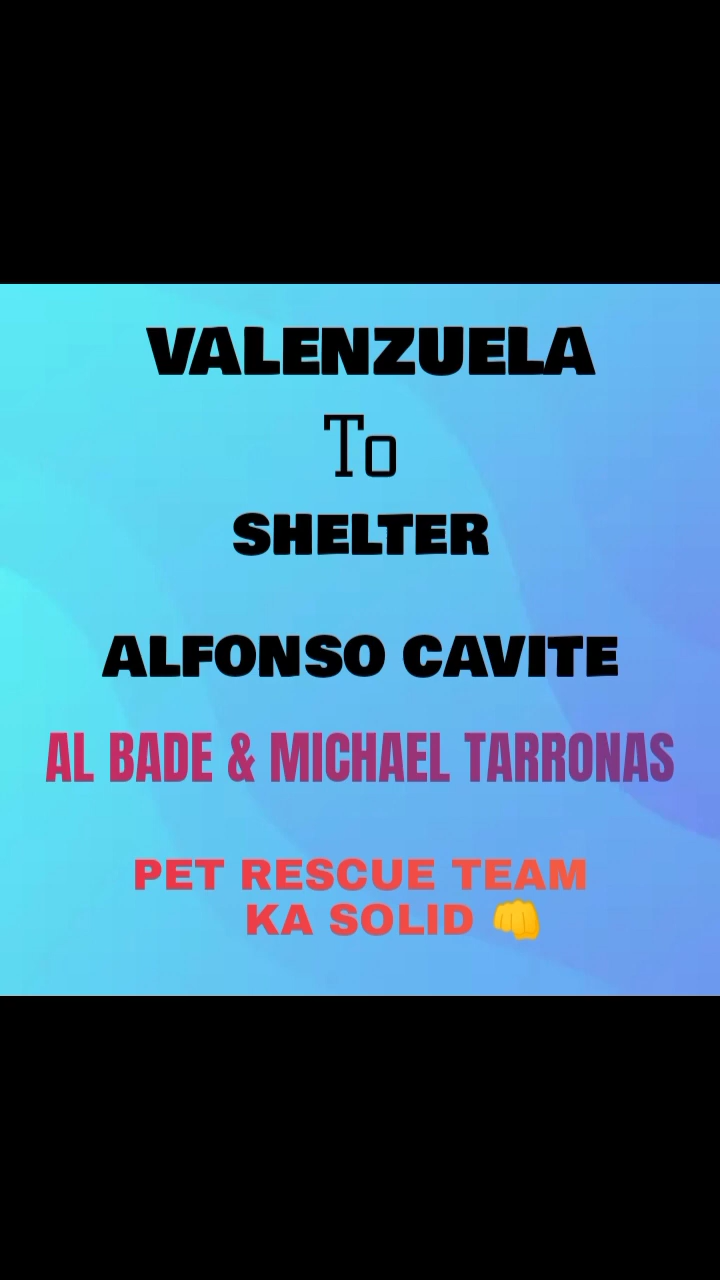 VALENZUELA
To
SHELTER
ALFONSO CAVITE
AL BADE & MICHAEL TARRONAS
PET RESCUE TEAM
KA SOLID 👊